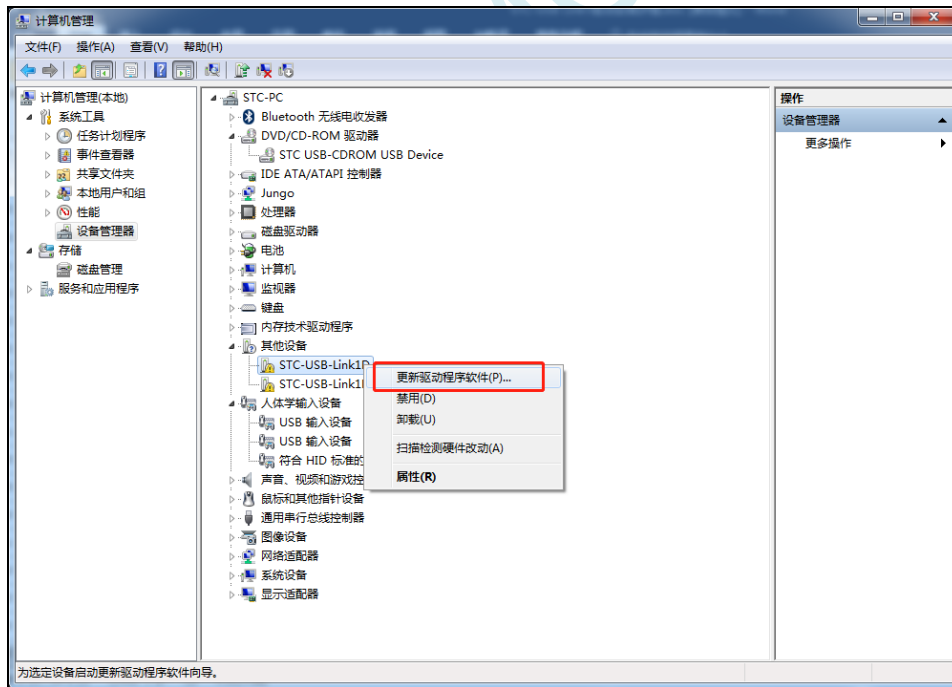 计算机管理
文件(F) 操作(A) 查看(V) 帮助(H)
计算机管理(本地)
系统工具
任务计划程序
事件查看器
共享文件夹
本地用户和组
性能
设备管理器
存储
磁盘管理
服务和应用程序
STC-PC
Bluetooth 无线电收发器
DVD/CD-ROM 驱动器
STC USB-CDROM USB Device
IDE ATA/ATAPI 控制器
Jungo
处理器
磁盘驱动器
电池
计算机
监视器
键盘
内存技术驱动程序
其他设备
STC-USB-Link1D
STC-USB-Link1
人体学输入设备
USB 输入设备
USB 输入设备
符合 HID 标准的
声音、视频和游戏控
鼠标和其他指针设备
通用串行总线控制器
图像设备
网络适配器
系统设备
显示适配器
更新驱动程序软件(P)...
禁用(D)
卸载(U)
扫描检测硬件改动(A)
属性(R)
操作
设备管理器
更多操作
为选定设备启动更新驱动程序软件向导。